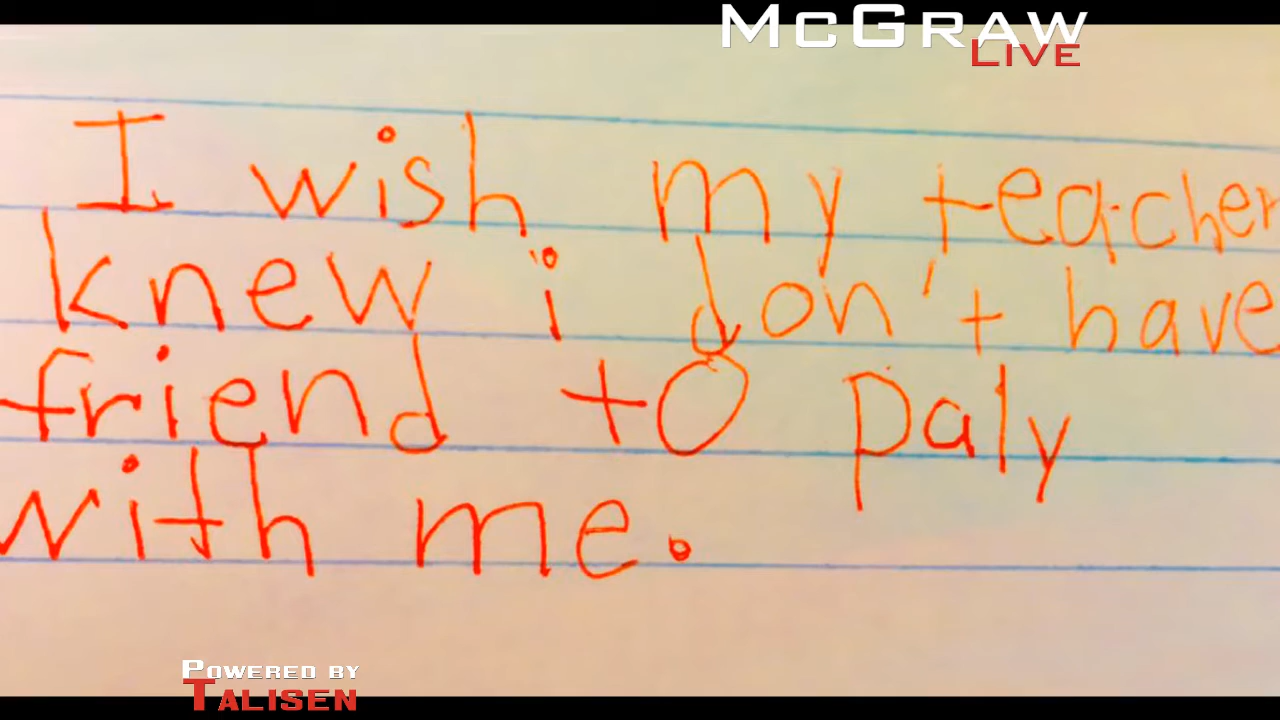 McGraw
Live
I wish my teacher
knew i don't have
friend to paly
with me.
Powered by
Talisen